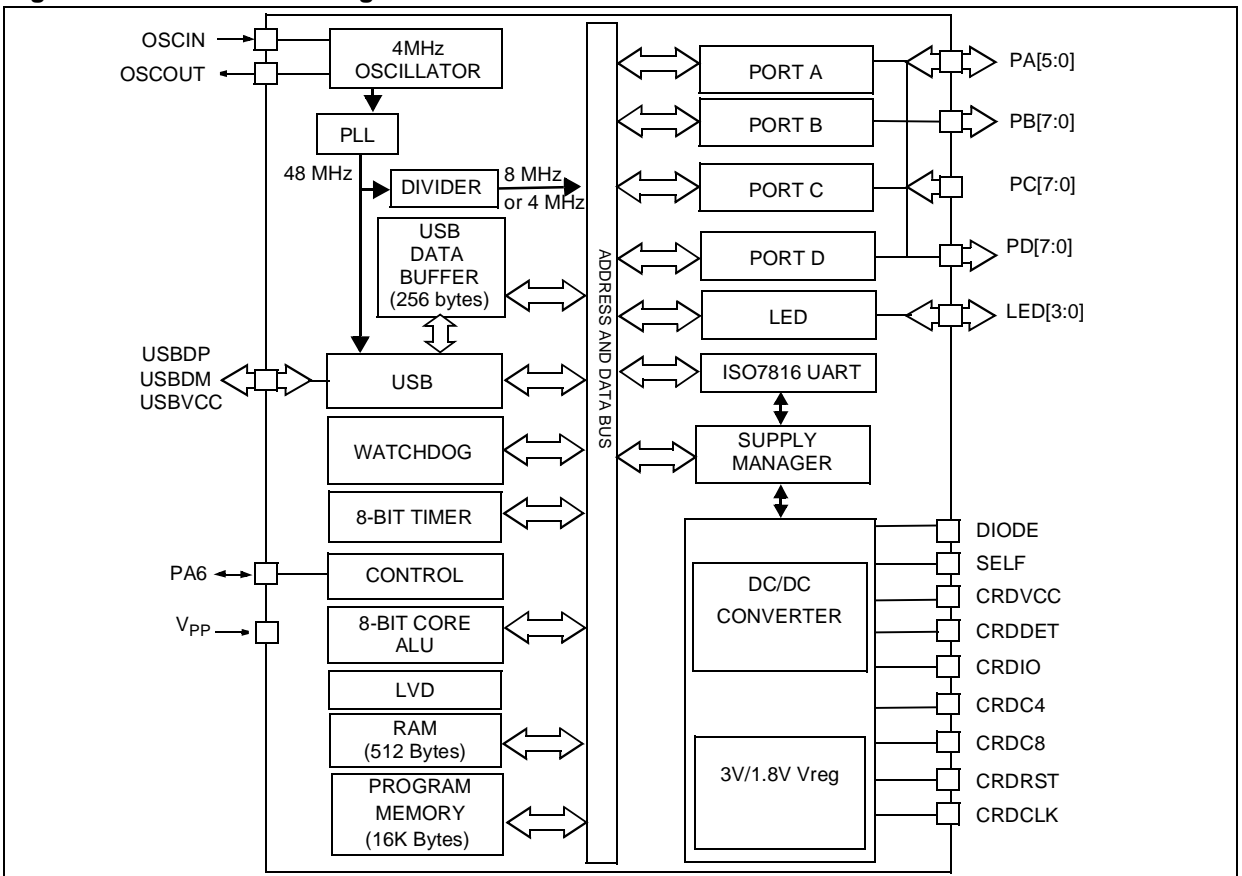 OSCIN
OSCOUT
4MHz
OSCILLATOR
PLL
48 MHz
DIVIDER
8 MHz
or 4 MHz
USB
DATA
BUFFER
(256 bytes)
USBDP
USBDM
USBVCC
USB
WATCHDOG
8-BIT TIMER
PA6
CONTROL
VPP
8-BIT CORE
ALU
LVD
RAM
(512 Bytes)
PROGRAM
MEMORY
(16K Bytes)
ADDRESS AND DATA BUS
PORT A
PA[5:0]
PORT B
PB[7:0]
PORT C
PC[7:0]
PORT D
PD[7:0]
LED
LED[3:0]
ISO7816 UART
SUPPLY
MANAGER
DC/DC
CONVERTER
3V/1.8V Vreg
DIODE
SELF
CRDVCC
CRDDET
CRDIO
CRDC4
CRDC8
CRDRST
CRDCLK